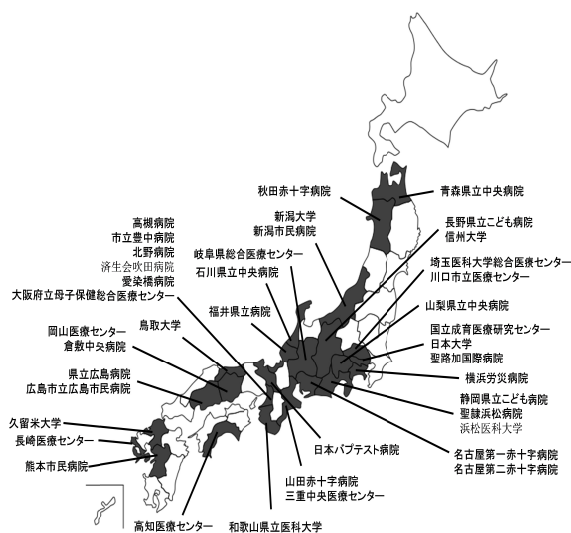 秋田赤十字病院
青森県立中央病院
新潟大学
新潟市民病院
長野県立こども病院
信州大学
高槻病院
市立豊中病院
北野病院
済生会吹田病院
愛染橋病院
大阪府立母子保健総合医療センター
岐阜県総合医療センター
石川県立中央病院
埼玉医科大学総合医療センター
川口市立医療センター
福井県立病院
山梨県立中央病院
鳥取大学
岡山医療センター
倉敷中央病院
国立成育医療研究センター
日本大学
聖路加国際病院
県立広島病院
広島市立広島市民病院
横浜労災病院
静岡県立こども病院
聖隷浜松病院
浜松医科大学
久留米大学
長崎医療センター
熊本市民病院
日本バプテスト病院
名古屋第一赤十字病院
名古屋第二赤十字病院
山田赤十字病院
三重中央医療センター
高知医療センター
和歌山県立医科大学